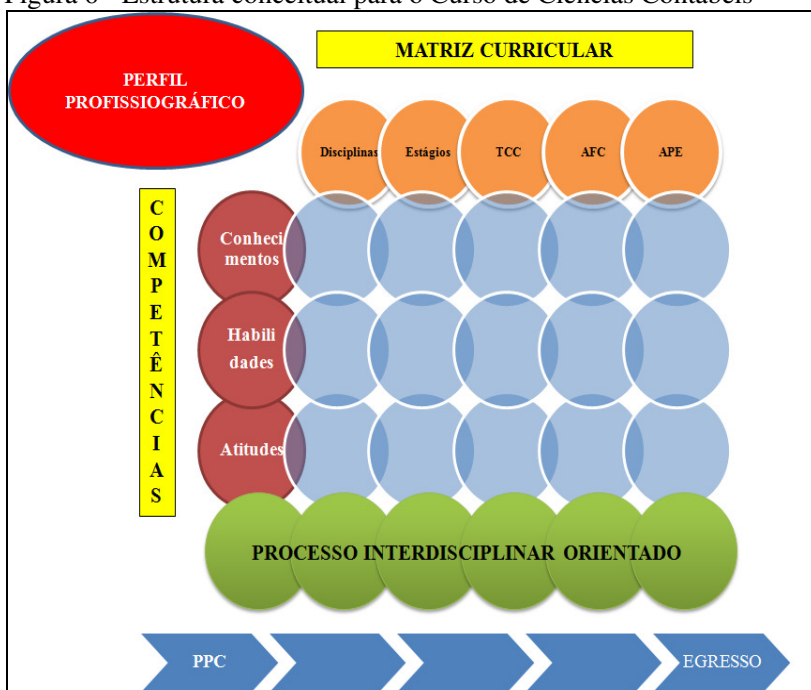 Figura 6 - Estrutura conceitual para o Curso de Ciências Contábeis
MATRIZ CURRICULAR
PERFIL
PROFISSIOGRÁFICO
Disciplinas
Estágios
TCC
AFC
APE
C
O
M
P
E
T
Ê
N
C
I
A
S
Conheci
mentos
Habili
dades
Atitudes
PROCESSO INTERDISCIPLINAR ORIENTADO
PPC
EGRESSO